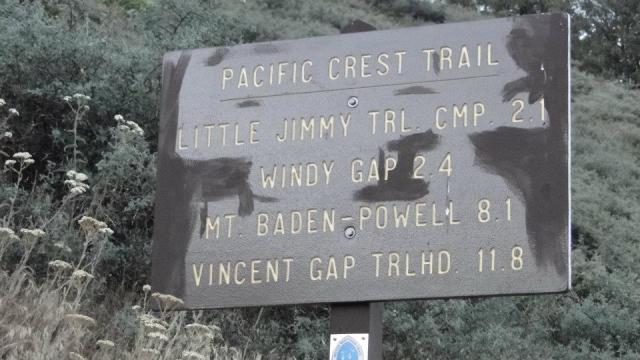 PACIFIC CREST TRAIL
LITTLE JIMMY TRL. CMP. 2.1
WINDY GAP 2.4
MT. BADEN-POWELL 8.1
VINCENT GAP TRLHD. 11.8